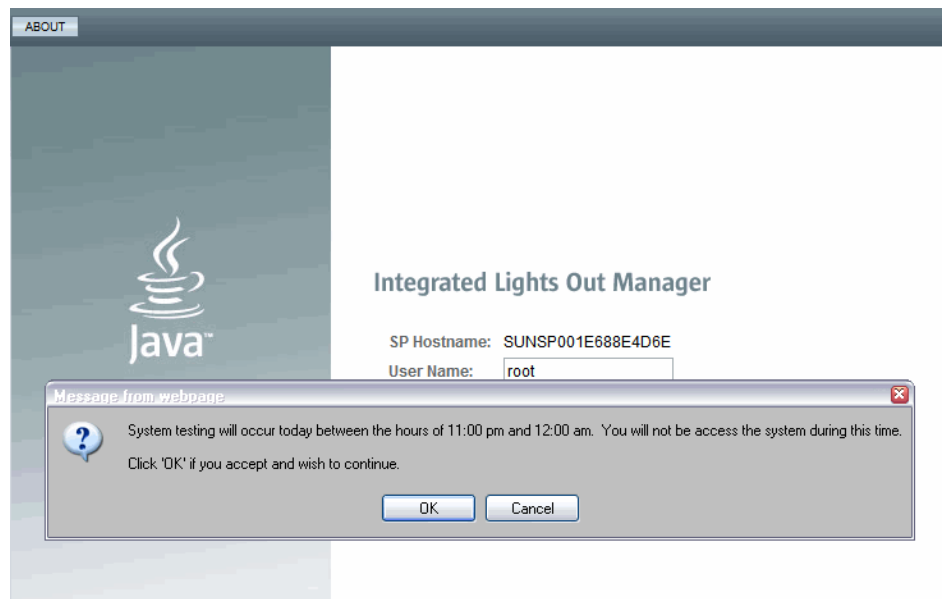 ABOUT
Java™
Integrated Lights Out Manager
SP Hostname: SUNSP001E688E4D6E
User Name: root
Message from webpage
System testing will occur today between the hours of 11:00 pm and 12:00 am. You will not be access the system during this time.
Click 'OK' if you accept and wish to continue.
OK Cancel